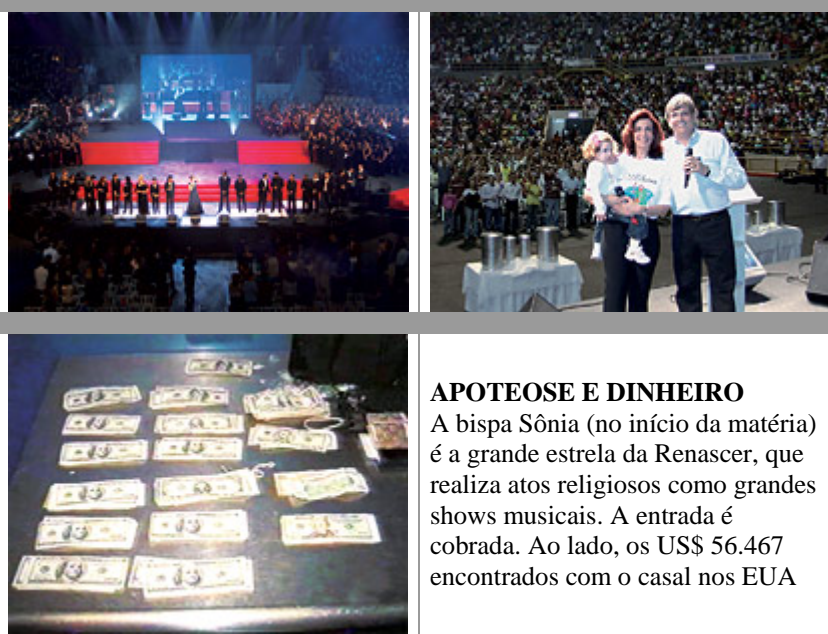 APOTEOSE E DINHEIRO
A bispa Sônia (no início da matéria)
é a grande estrela da Renascer, que
realiza atos religiosos como grandes
shows musicais. A entrada é
cobrada. Ao lado, os US$ 56.467
encontrados com o casal nos EUA